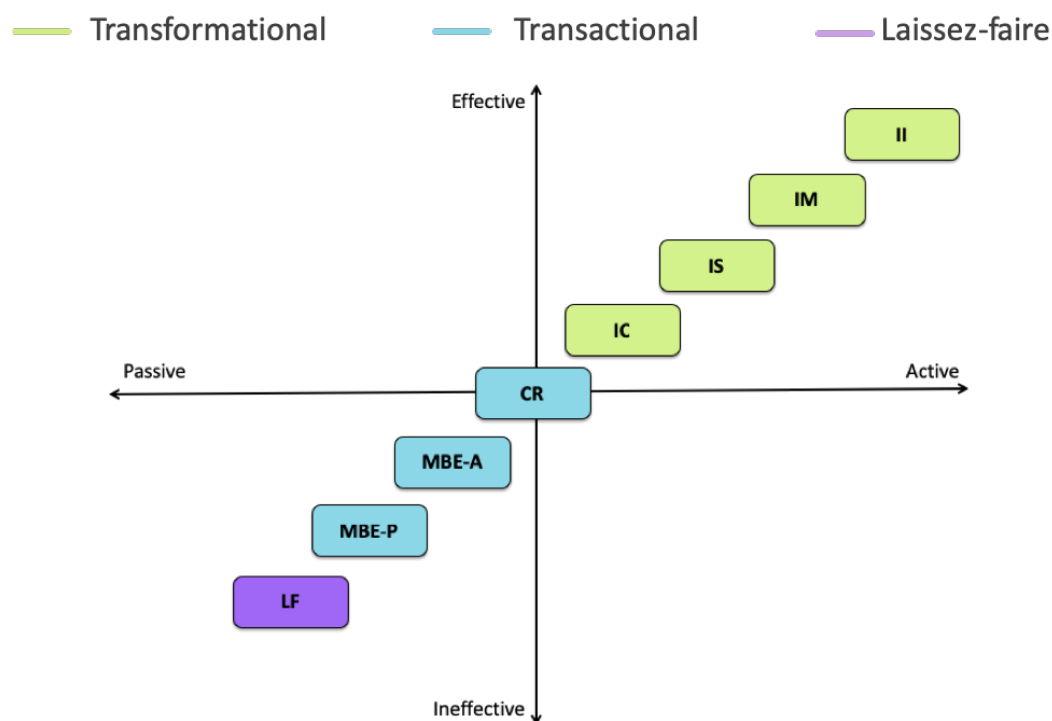 Transformational
Transactional
Laissez-faire
Effective
II
IM
IS
IC
Passive
Active
CR
MBE-A
MBE-P
LF
Ineffective